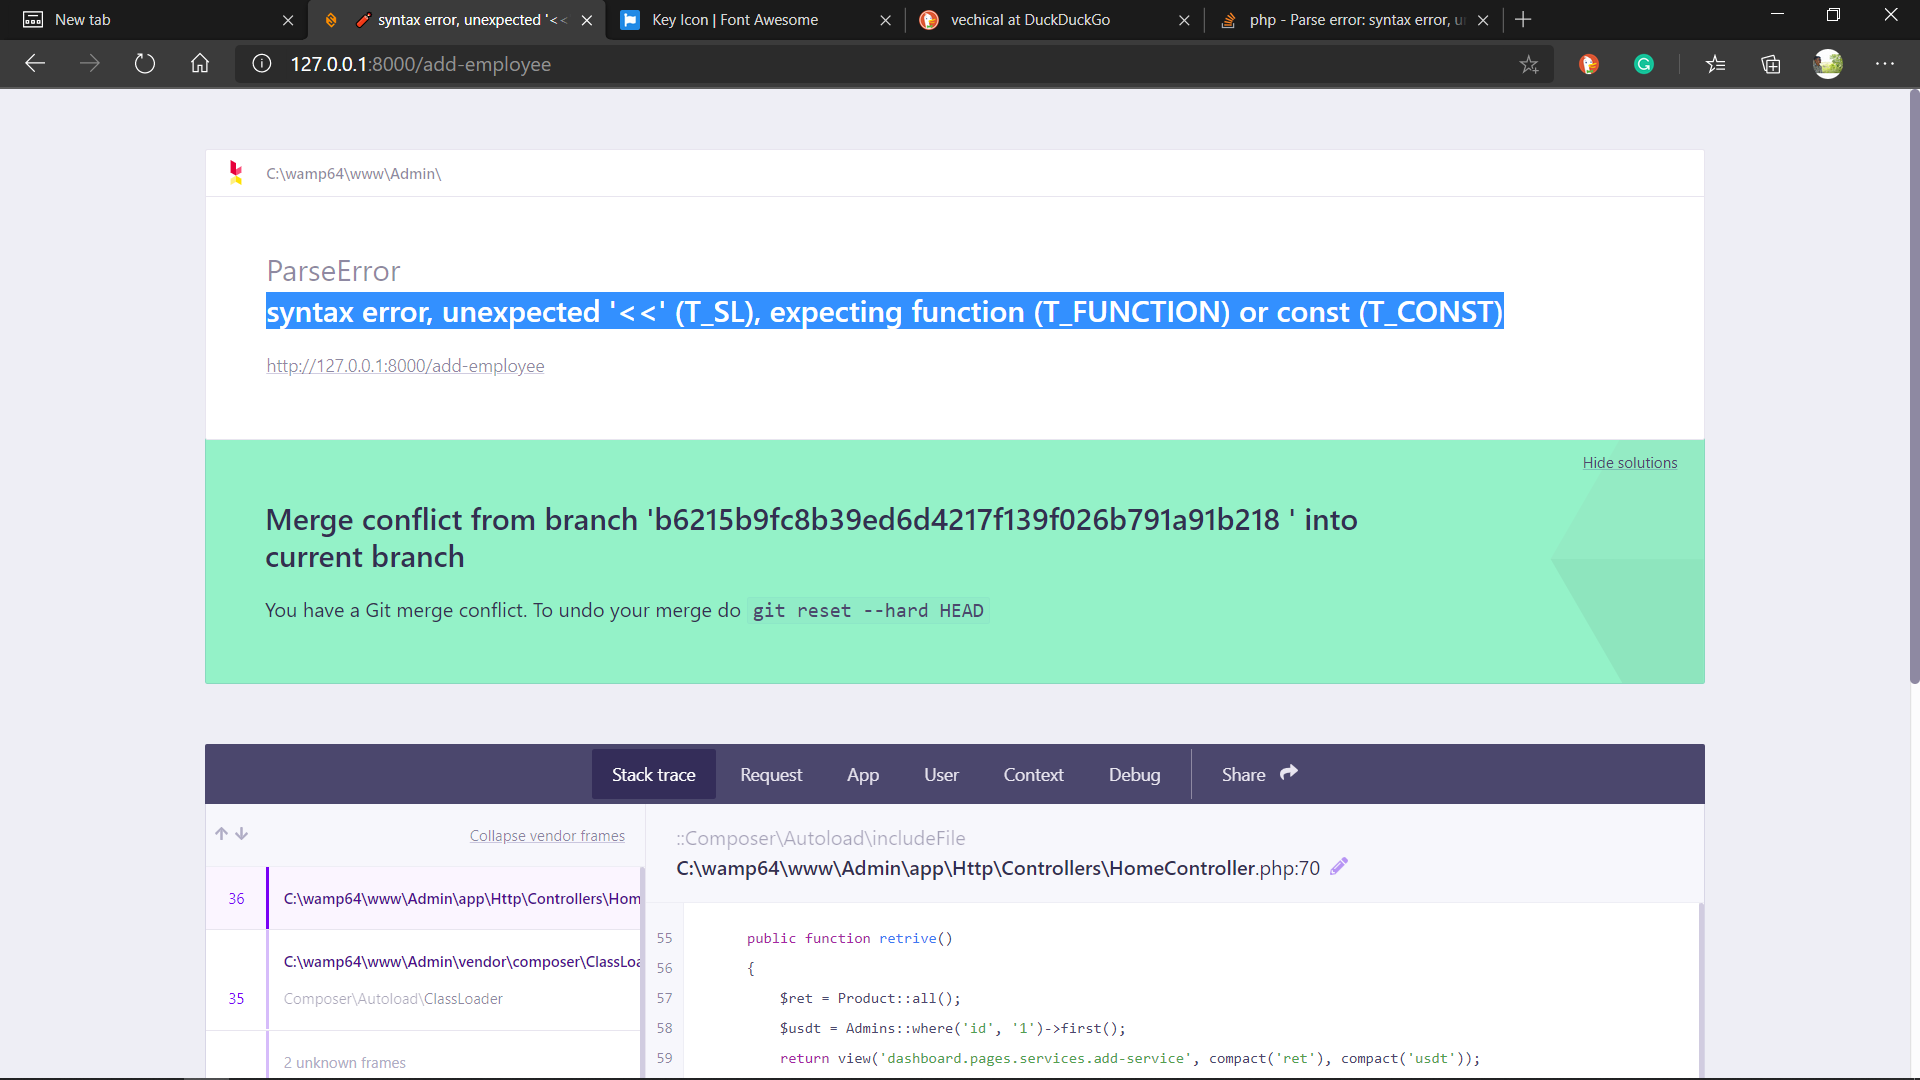 New tab
syntax error, unexpected '<<
Key Icon | Font Awesome
vechical at DuckDuckGo
php - Parse error: syntax error, u
127.0.0.1:8000/add-employee
C:\wamp64\www\Admin\
ParseError
syntax error, unexpected '<<' (T_SL), expecting function (T_FUNCTION) or const (T_CONST)
http://127.0.0.1:8000/add-employee
Hide solutions
Merge conflict from branch 'b6215b9fc8b39ed6d4217f139f026b791a91b218 ' into
current branch
You have a Git merge conflict. To undo your merge do git reset --hard HEAD
Stack trace
Request
App
User
Context
Debug
Share
Collapse vendor frames
36
C:\wamp64\www\Admin\app\Http\Controllers\Hom
35
C:\wamp64\www\Admin\vendor\composer\ClassLoa
Composer\Autoload\ClassLoader
2 unknown frames
::Composer\Autoload\includeFile
C:\wamp64\www\Admin\app\Http\Controllers\HomeController.php:70
55 public function retrive()
56 {
57 $ret = Product::all();
58 $usdt = Admins::where('id', '1')->first();
59 return view('dashboard.pages.services.add-service', compact('ret'), compact('usdt'));